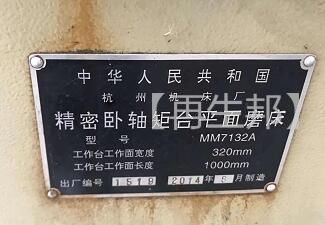 中华人民共和国
杭州机床厂
精密卧轴矩台平面磨床
型号 MM7132A
工作台工作面宽度 320mm
工作台工作面长度 1000mm
出厂编号 1519 2014年6月制造
【再生邦】